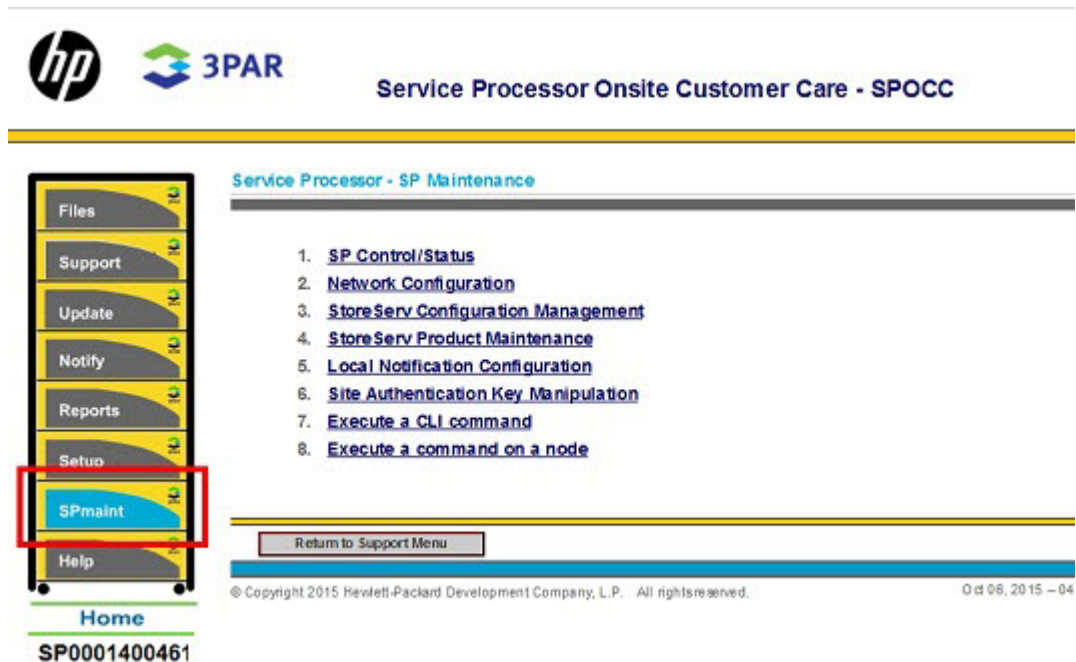 hp
3PAR
Service Processor Onsite Customer Care - SPOCC
Service Processor - SP Maintenance
Files
Support
Update
Notify
Reports
Setup
SPmaint
Help
Home
SP0001400461
1. SP Control/Status
2. Network Configuration
3. StoreServ Configuration Management
4. StoreServ Product Maintenance
5. Local Notification Configuration
6. Site Authentication Key Manipulation
7. Execute a CLI command
8. Execute a command on a node
Return to Support Menu
© Copyright 2015 Hewlett-Packard Development Company, L.P. All rights reserved.
Oct 06, 2015 – 04